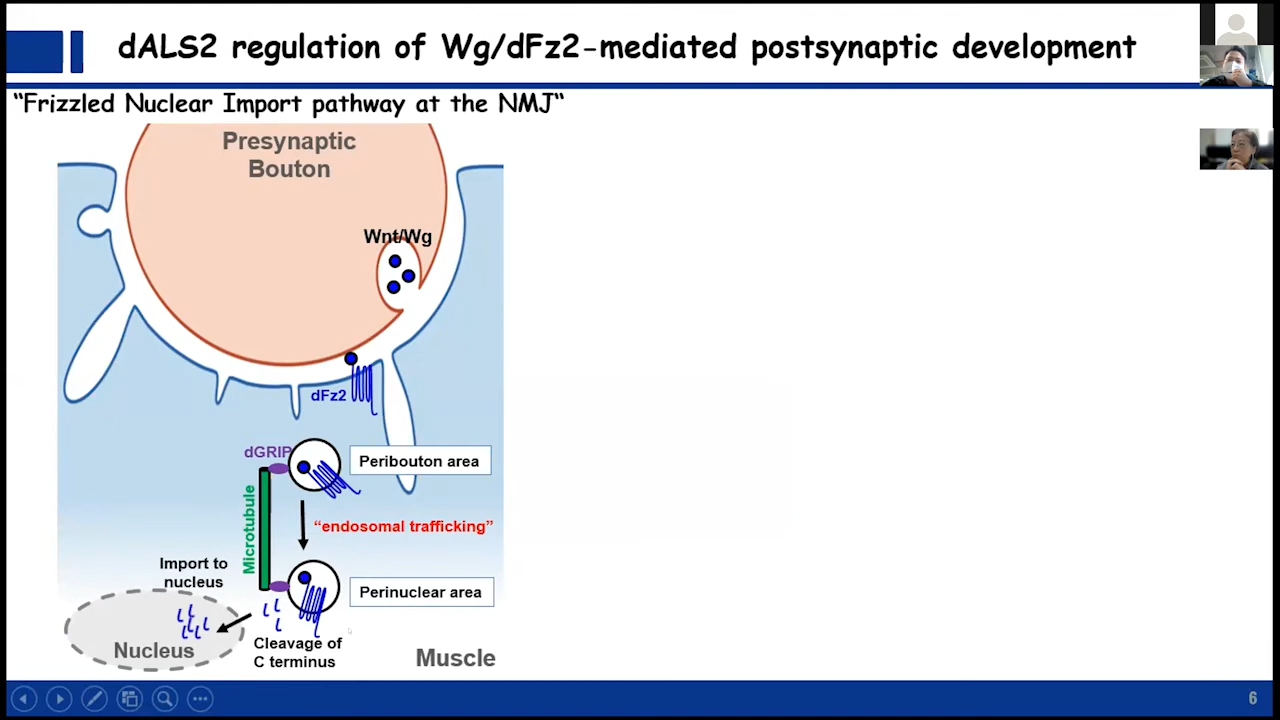 dALS2 regulation of Wg/dFz2-mediated postsynaptic development
“Frizzled Nuclear Import pathway at the NMJ“
Presynaptic
Bouton
Wnt/Wg
dFz2
dGRIP
Peribouton area
Microtubule
“endosomal trafficking”
Import to
nucleus
Perinuclear area
Nucleus
Cleavage of
C terminus
Muscle
6